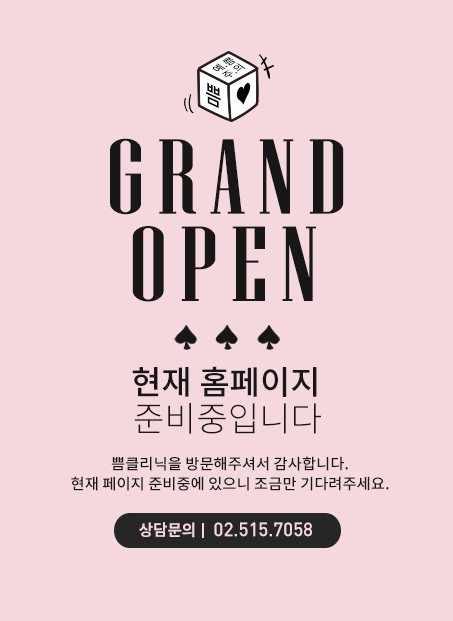 쁨
GRAND
OPEN
현재 홈페이지
준비중입니다
쁨클리닉을 방문해주셔서 감사합니다.
현재 페이지 준비중에 있으니 조금만 기다려주세요.
상담문의 | 02.515.7058